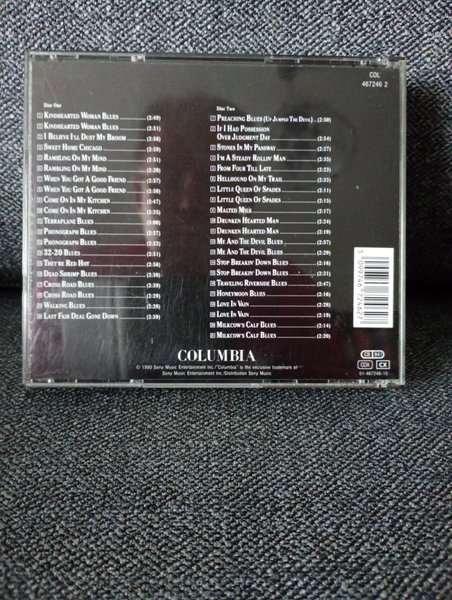 COL
467246 2
Disc One
KINDHEARTED WOMAN BLUES (2:49)
KINDHEARTED WOMAN BLUES (2:31)
I BELIEVE I'LL DUST MY BROOM (2:56)
SWEET HOME CHICAGO (2:59)
RAMBLING ON MY MIND (2:51)
RAMBLING ON MY MIND (2:20)
WHEN YOU GOT A GOOD FRIEND (2:37)
WHEN YOU GOT A GOOD FRIEND (2:50)
COME ON IN MY KITCHEN (2:47)
COME ON IN MY KITCHEN (2:35)
TERRAPLANE BLUES (3:00)
PHONOGRAPH BLUES (2:37)
PHONOGRAPH BLUES (2:32)
32-20 BLUES (2:51)
THEY'RE RED HOT (2:56)
DEAD SHRIMP BLUES (2:30)
CROSS ROAD BLUES (2:39)
CROSS ROAD BLUES (2:29)
WALKING BLUES (2:28)
LAST FAIR DEAL GONE DOWN (2:39)
Disc Two
PREACHING BLUES (UP JUMPED THE DEVIL) (2:50)
IF I HAD POSSESSION
OVER JUDGMENT DAY (2:34)
STONES IN MY PASSWAY (2:27)
I'M A STEADY ROLLIN' MAN (2:35)
FROM FOUR TILL LATE (2:23)
HELLHOUND ON MY TRAIL (2:35)
LITTLE QUEEN OF SPADES (2:11)
LITTLE QUEEN OF SPADES (2:15)
MALTED MILK (2:17)
DRUNKEN HEARTED MAN (2:24)
DRUNKEN HEARTED MAN (2:19)
ME AND THE DEVIL BLUES (2:37)
ME AND THE DEVIL BLUES (2:29)
STOP BREAKIN' DOWN BLUES (2:16)
STOP BREAKIN' DOWN BLUES (2:21)
TRAVELING RIVERSIDE BLUES (2:47)
HONEYMOON BLUES (2:16)
LOVE IN VAIN (2:28)
LOVE IN VAIN (2:19)
MILKCOW'S CALF BLUES (2:14)
MILKCOW'S CALF BLUES (2:20)
5 099746 724627
COLUMBIA
© 1990 Sony Music Entertainment Inc./"Columbia" is the exclusive trademark of
Sony Music Entertainment Inc./Distribution Sony Music
CB
CDX CX
01-467246-10